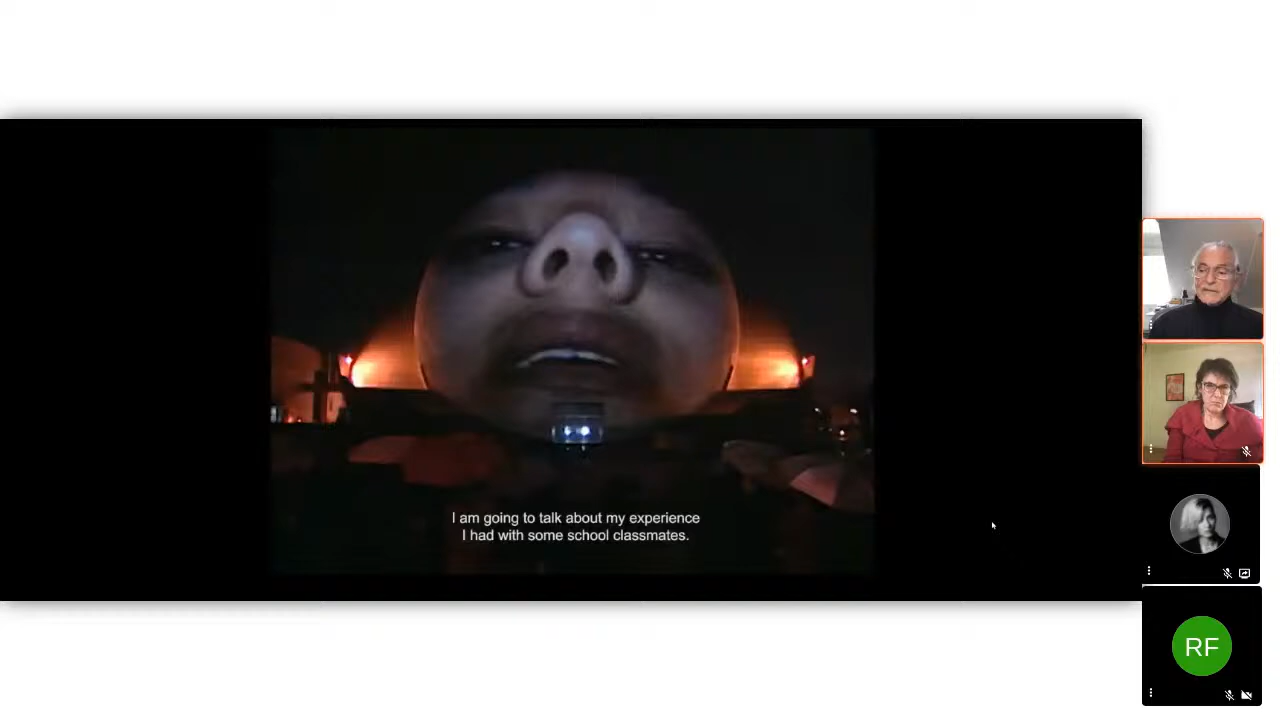 I am going to talk about my experience
I had with some school classmates.
RF